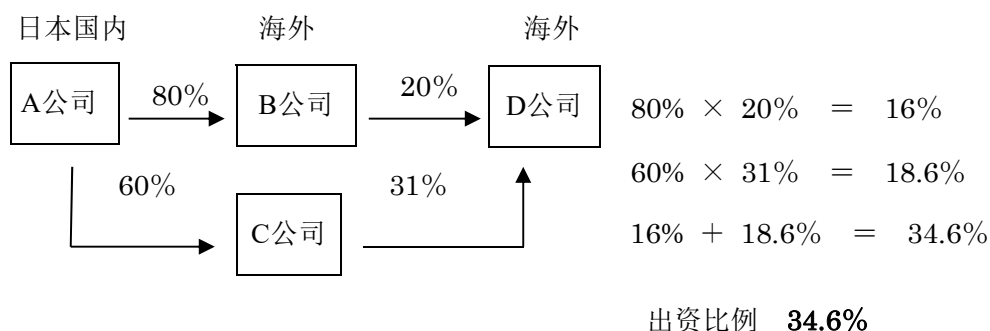 日本国内 海外 海外
A公司 80% B公司 20% D公司
80% × 20% = 16%
60% 31%
60% × 31% = 18.6%
C公司
16% + 18.6% = 34.6%
出资比例 34.6%